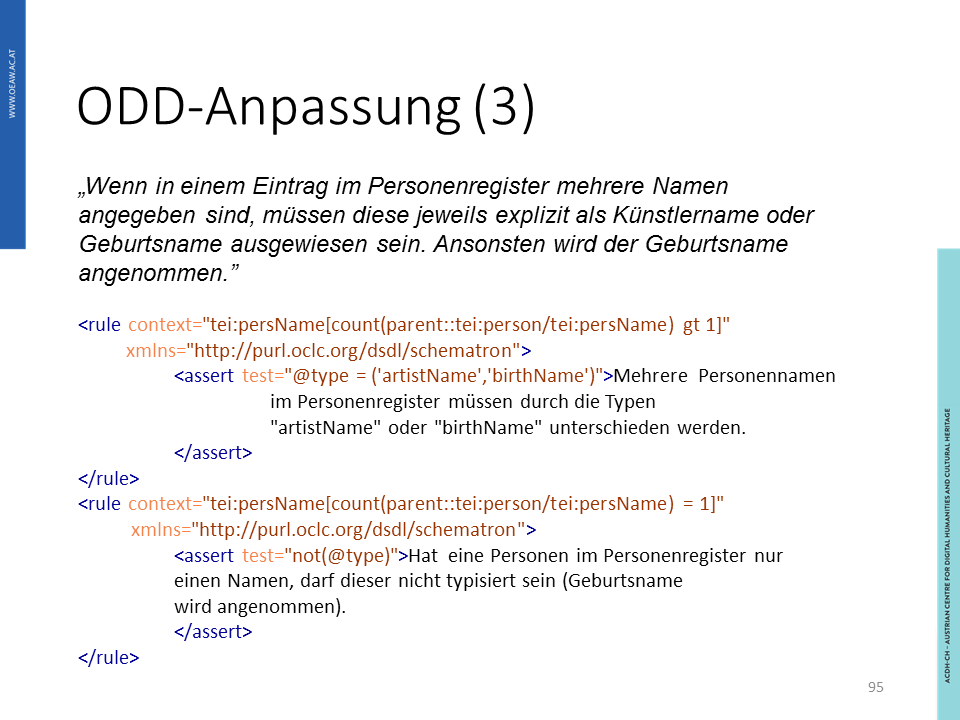 WWW.OEAW.AC.AT
ODD-Anpassung (3)
„Wenn in einem Eintrag im Personenregister mehrere Namen
angegeben sind, müssen diese jeweils explizit als Künstlername oder
Geburtsname ausgewiesen sein. Ansonsten wird der Geburtsname
angenommen.”
<rule context="tei:persName[count(parent::tei:person/tei:persName) gt 1]"
xmlns="http://purl.oclc.org/dsdl/schematron">
<assert test="@type = ('artistName','birthName')">Mehrere Personennamen
im Personenregister müssen durch die Typen
"artistName" oder "birthName" unterschieden werden.
</assert>
</rule>
<rule context="tei:persName[count(parent::tei:person/tei:persName) = 1]"
xmlns="http://purl.oclc.org/dsdl/schematron">
<assert test="not(@type)">Hat eine Personen im Personenregister nur
einen Namen, darf dieser nicht typisiert sein (Geburtsname
wird angenommen).
</assert>
</rule>
ACDH-CH – AUSTRIAN CENTRE FOR DIGITAL HUMANITIES AND CULTURAL HERITAGE
95